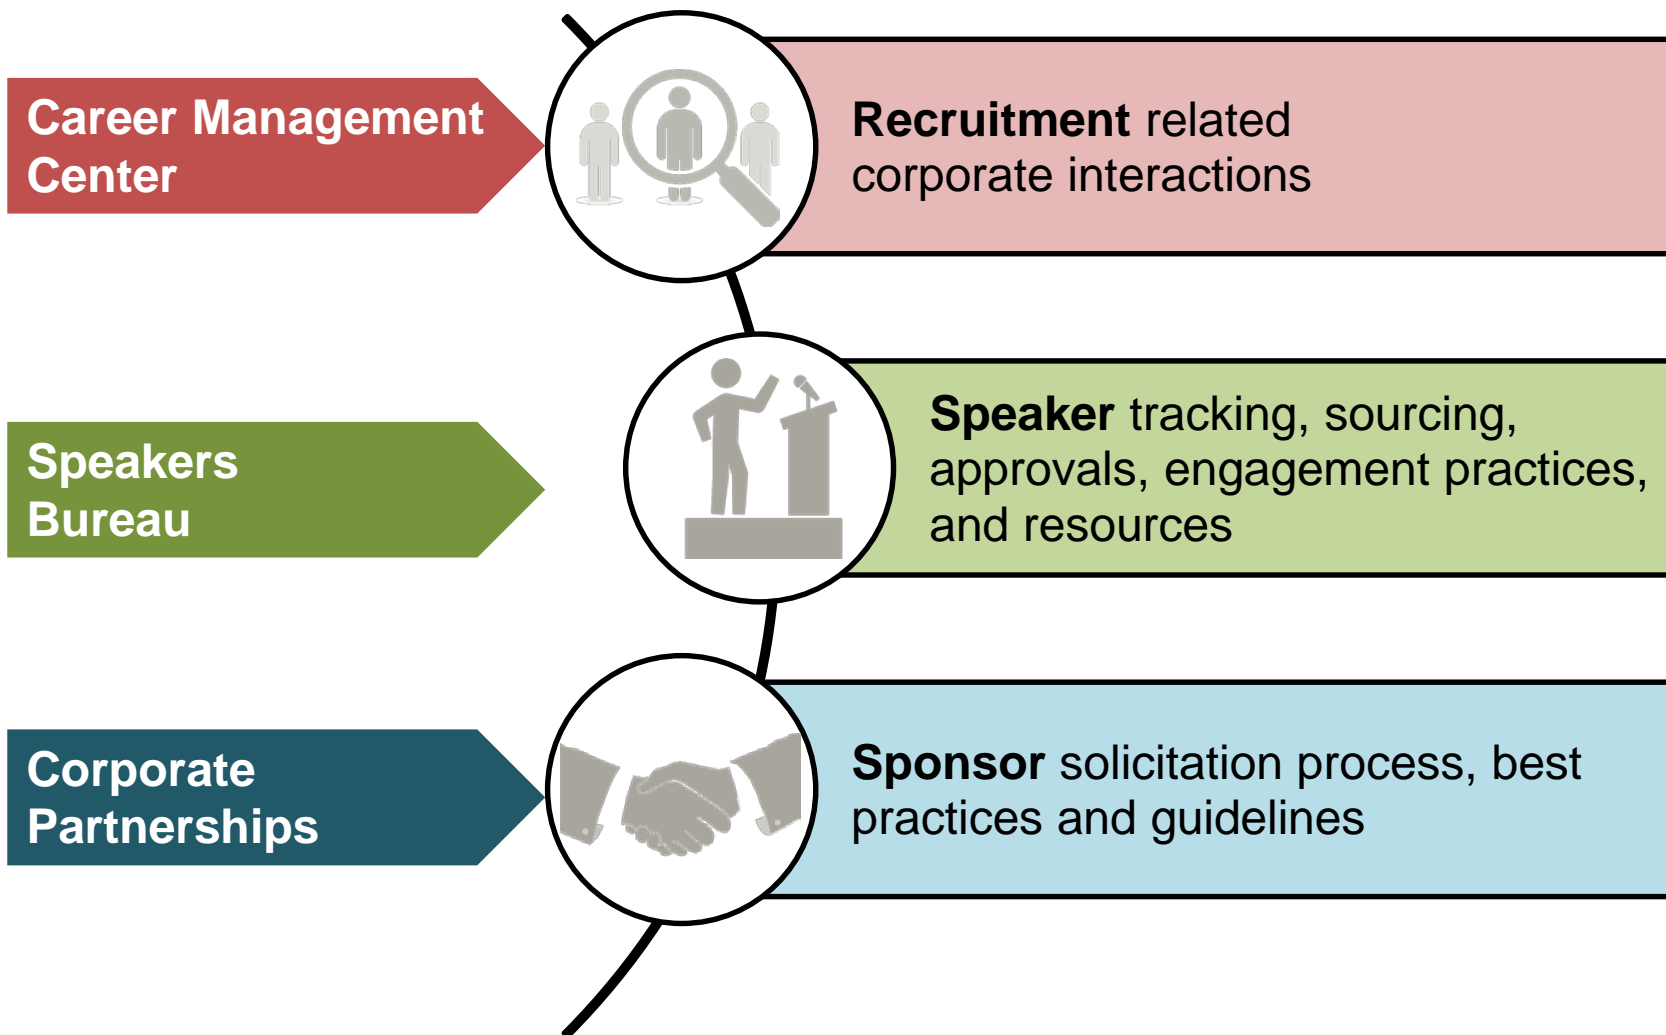 Career Management
Center
Recruitment related
corporate interactions
Speakers
Bureau
Speaker tracking, sourcing,
approvals, engagement practices,
and resources
Corporate
Partnerships
Sponsor solicitation process, best
practices and guidelines